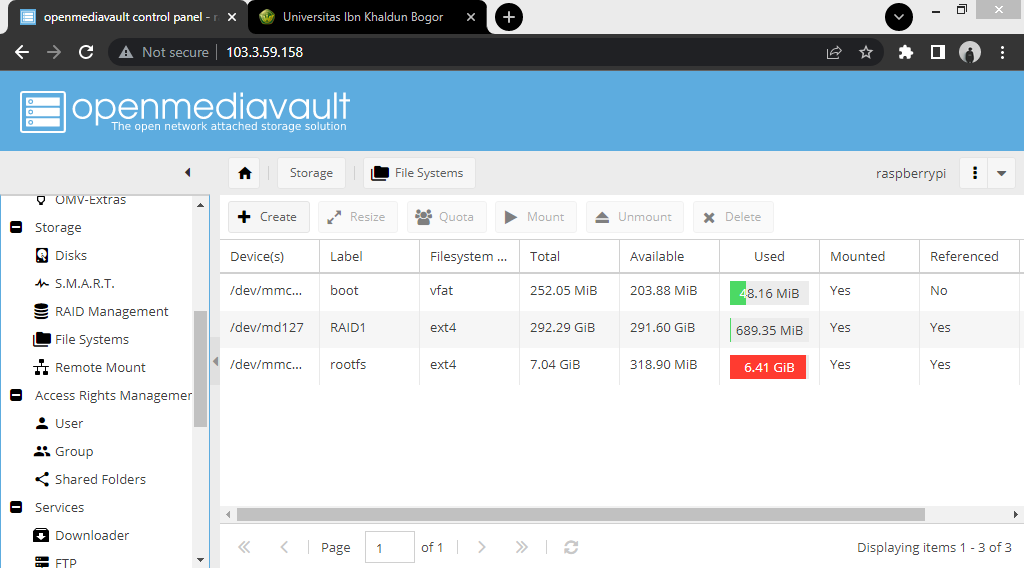 openmediavault control panel - r
Universitas Ibn Khaldun Bogor
Not secure
103.3.59.158
openmediavault
The open network attached storage solution
Storage
File Systems
raspberrypi
OMV-Extras
Storage
Disks
S.M.A.R.T.
RAID Management
File Systems
Remote Mount
Access Rights Managemer
User
Group
Shared Folders
Services
Downloader
FTP
Create Resize Quota Mount Unmount Delete
Device(s) Label Filesystem ... Total Available Used Mounted Referenced
/dev/mmc... boot vfat 252.05 MiB 203.88 MiB 48.16 MiB Yes No
/dev/md127 RAID1 ext4 292.29 GiB 291.60 GiB 689.35 MiB Yes Yes
/dev/mmc... rootfs ext4 7.04 GiB 318.90 MiB 6.41 GiB Yes Yes
Page 1 of 1
Displaying items 1 - 3 of 3